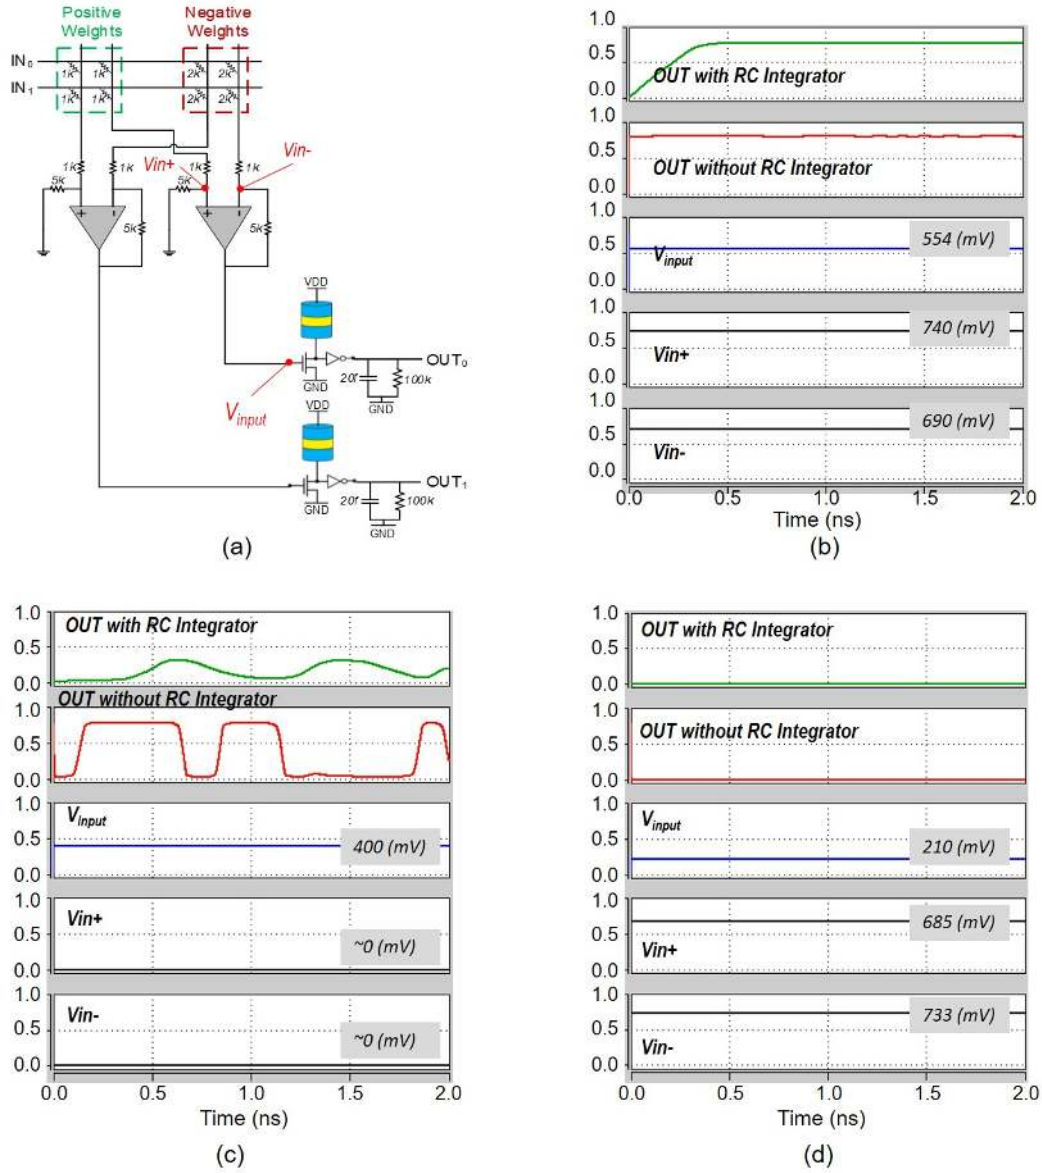 Positive
Weights
Negative
Weights
IN0
IN1
1k
1k
2k
2k
1k
1k
2k
2k
Vin+
Vin-
1k
1k
1k
1k
5k
5k
+
-
+
-
5k
5k
VDD
GND
20f
100k
OUT0
GND
Vinput
VDD
GND
20f
100k
OUT1
GND
(a)
1.0
0.5
0.0
OUT with RC Integrator
1.0
0.5
0.0
OUT without RC Integrator
1.0
0.5
0.0
Vinput
554 (mV)
1.0
0.5
0.0
Vin+
740 (mV)
1.0
0.5
0.0
Vin-
690 (mV)
0.0 0.5 1.0 1.5 2.0
Time (ns)
(b)
1.0
0.5
0.0
OUT with RC Integrator
1.0
0.5
0.0
OUT without RC Integrator
1.0
0.5
0.0
Vinput
400 (mV)
1.0
0.5
0.0
Vin+
~0 (mV)
1.0
0.5
0.0
Vin-
~0 (mV)
0.0 0.5 1.0 1.5 2.0
Time (ns)
(c)
1.0
0.5
0.0
OUT with RC Integrator
1.0
0.5
0.0
OUT without RC Integrator
1.0
0.5
0.0
Vinput
210 (mV)
1.0
0.5
0.0
Vin+
685 (mV)
1.0
0.5
0.0
Vin-
733 (mV)
0.0 0.5 1.0 1.5 2.0
Time (ns)
(d)